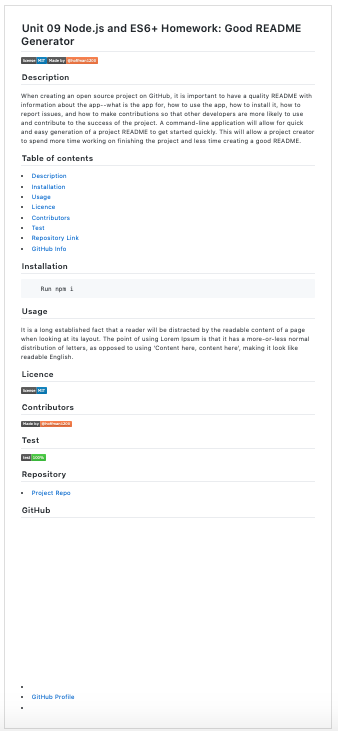 Unit 09 Node.js and ES6+ Homework: Good README
Generator
license MIT Made by
Description
When creating an open source project on GitHub, it is important to have a quality README with
information about the app--what is the app for, how to use the app, how to install it, how to
report issues, and how to make contributions so that other developers are more likely to use
and contribute to the success of the project. A command-line application will allow for quick
and easy generation of a project README to get started quickly. This will allow a project creator
to spend more time working on finishing the project and less time creating a good README.
Table of contents
Description
Installation
Usage
Licence
Contributors
Test
Repository Link
GitHub Info
Installation
Run npm i
Usage
It is a long established fact that a reader will be distracted by the readable content of a page
when looking at its layout. The point of using Lorem Ipsum is that it has a more-or-less normal
distribution of letters, as opposed to using 'Content here, content here', making it look like
readable English.
Licence
license MIT
Contributors
Made by
Test
test 100%
Repository
Project Repo
GitHub
GitHub Profile